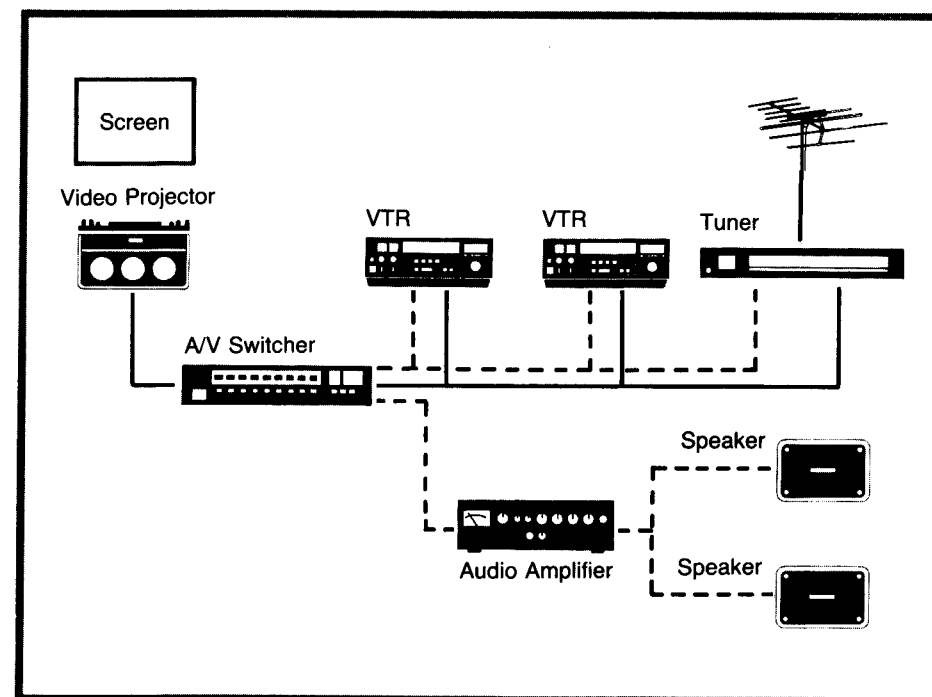 Screen
Video Projector
VTR
VTR
Tuner
A/V Switcher
Speaker
Audio Amplifier
Speaker